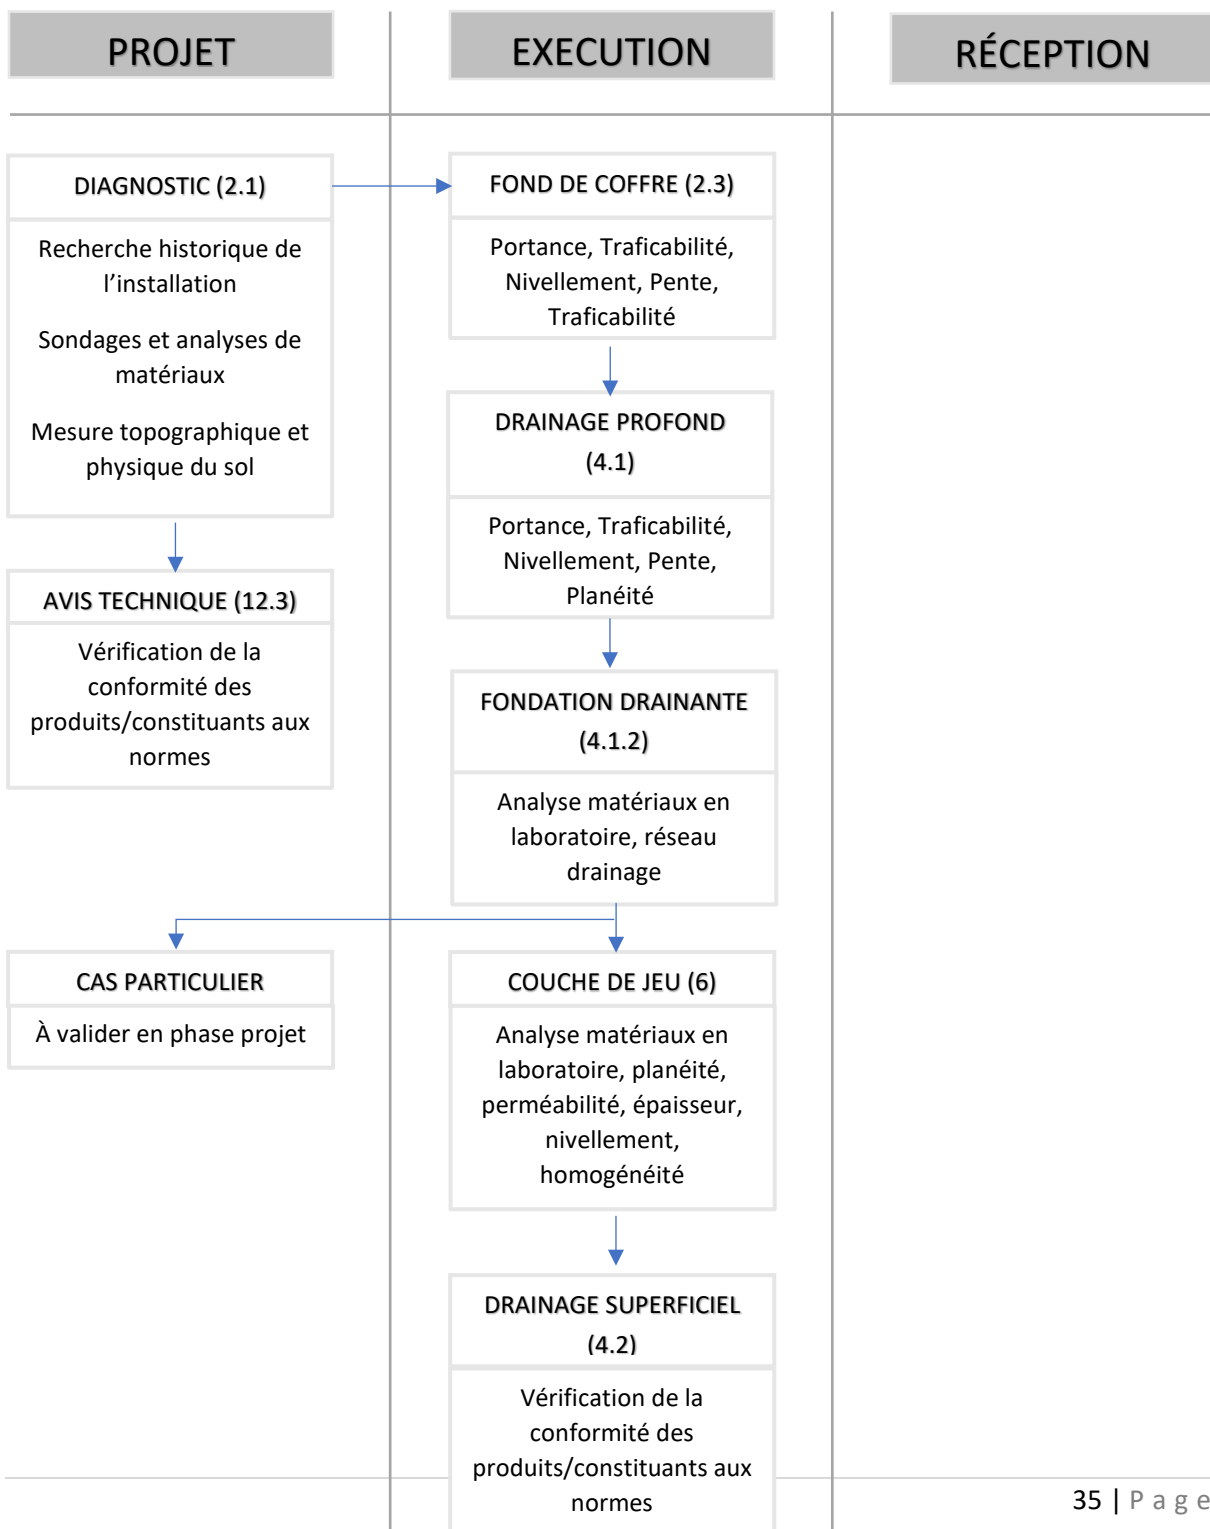 PROJET
EXECUTION
RÉCEPTION
DIAGNOSTIC (2.1)
Recherche historique de
l’installation
Sondages et analyses de
matériaux
Mesure topographique et
physique du sol
AVIS TECHNIQUE (12.3)
Vérification de la
conformité des
produits/constituants aux
normes
CAS PARTICULIER
À valider en phase projet
FOND DE COFFRE (2.3)
Portance, Traficabilité,
Nivellement, Pente,
Traficabilité
DRAINAGE PROFOND
(4.1)
Portance, Traficabilité,
Nivellement, Pente,
Planéité
FONDATION DRAINANTE
(4.1.2)
Analyse matériaux en
laboratoire, réseau
drainage
COUCHE DE JEU (6)
Analyse matériaux en
laboratoire, planéité,
perméabilité, épaisseur,
nivellement,
homogénéité
DRAINAGE SUPERFICIEL
(4.2)
Vérification de la
conformité des
produits/constituants aux
normes
35 | Page